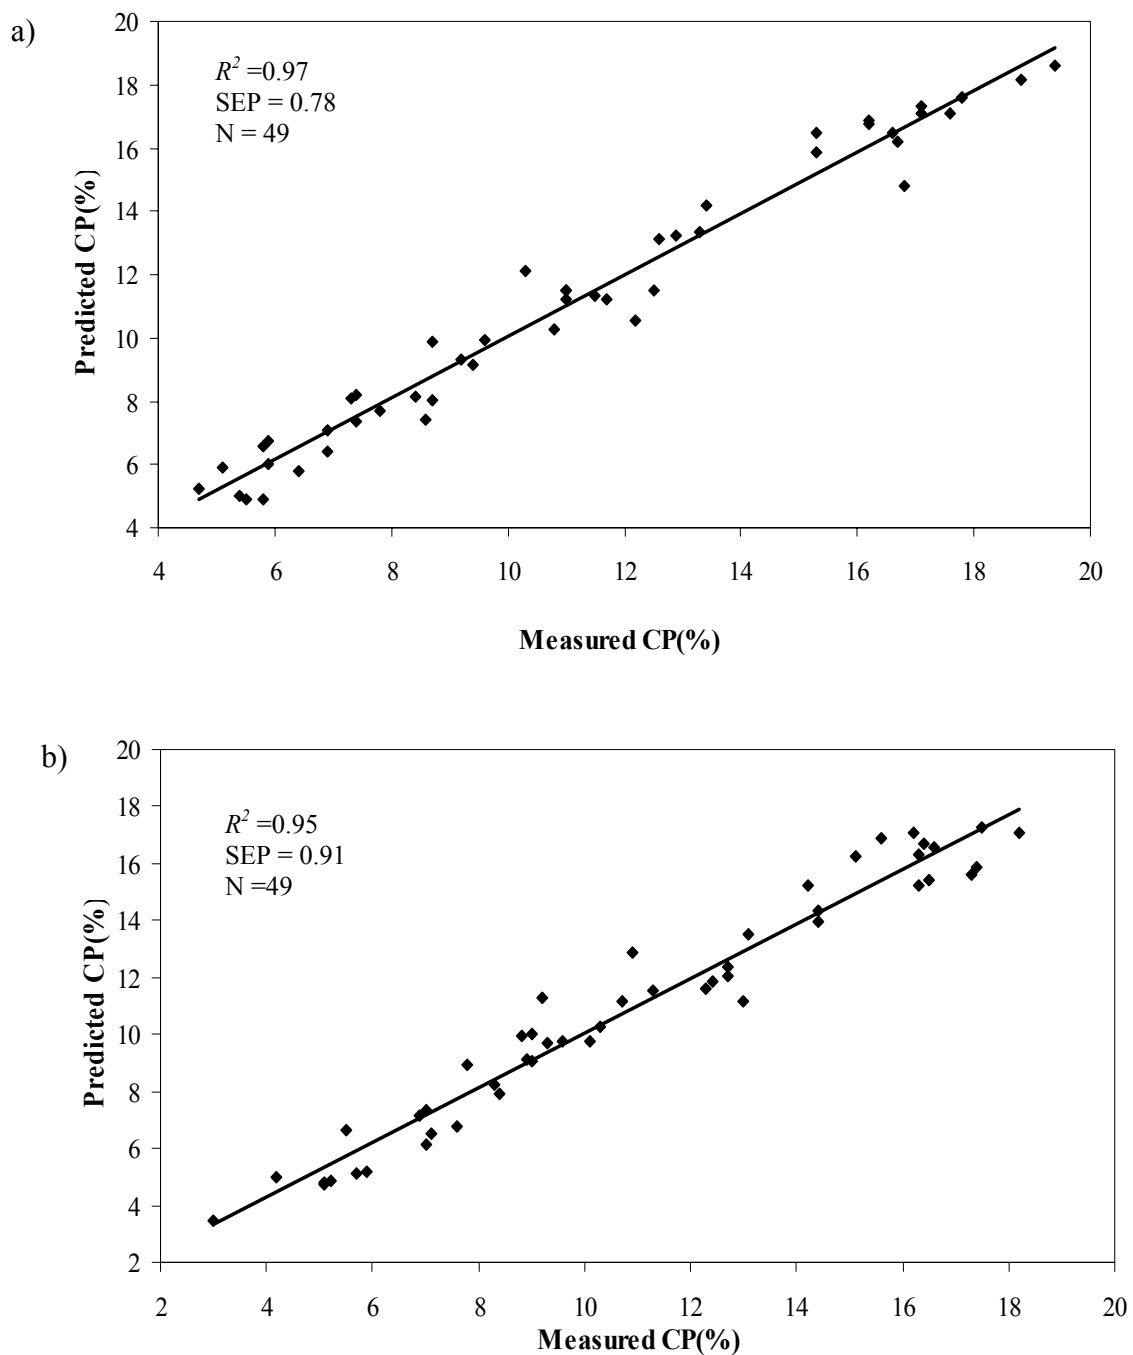 a)
R² =0.97
SEP = 0.78
N = 49
Predicted CP(%)
20
18
16
14
12
10
8
6
4
4 6 8 10 12 14 16 18 20
Measured CP(%)
b)
R² =0.95
SEP = 0.91
N =49
Predicted CP(%)
20
18
16
14
12
10
8
6
4
2
2 4 6 8 10 12 14 16 18 20
Measured CP(%)